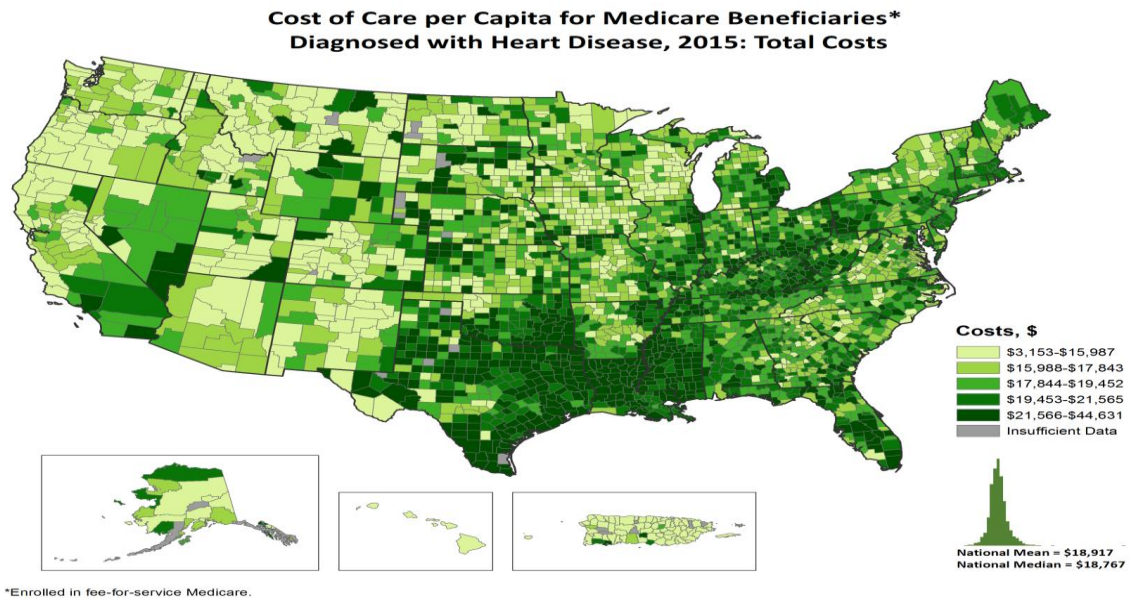 Cost of Care per Capita for Medicare Beneficiaries*
Diagnosed with Heart Disease, 2015: Total Costs
Costs, $
$3,153-$15,987
$15,988-$17,843
$17,844-$19,452
$19,453-$21,565
$21,566-$44,631
Insufficient Data
National Mean = $18,917
National Median = $18,767
*Enrolled in fee-for-service Medicare.